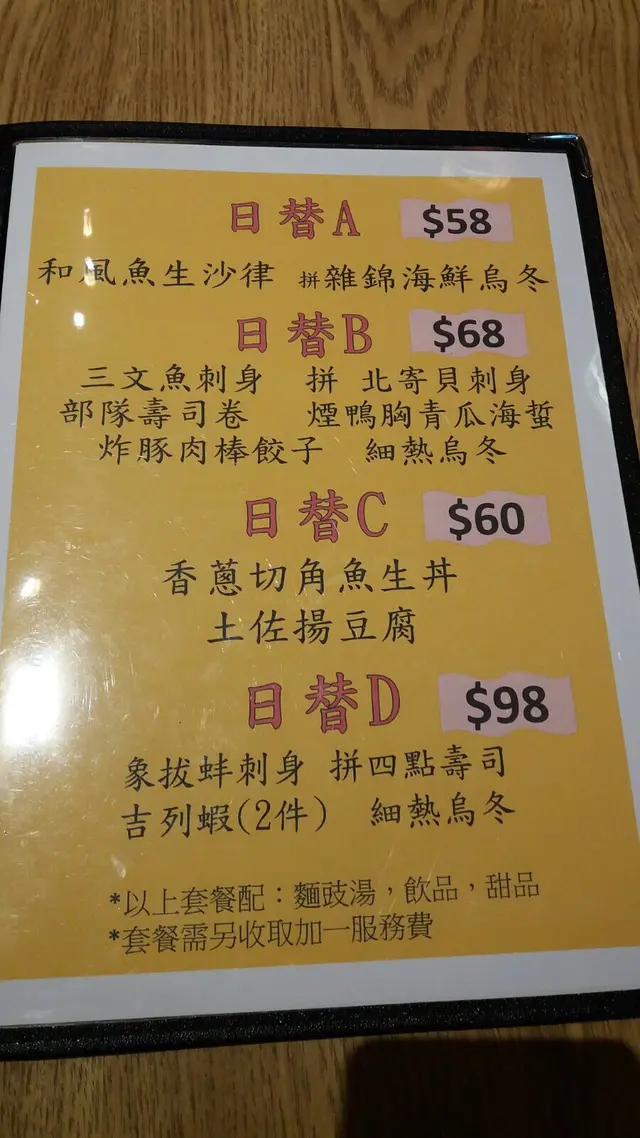 日替A $58
和風魚生沙律 拼雜錦海鮮烏冬
日替B $68
三文魚刺身 拼 北寄貝刺身
部隊壽司卷 煙鴨胸青瓜海蜇
炸豚肉棒餃子 細熱烏冬
日替C $60
香蔥切角魚生丼
土佐揚豆腐
日替D $98
象拔蚌刺身 拼四點壽司
吉列蝦(2件) 細熱烏冬
*以上套餐配：麵豉湯，飲品，甜品
*套餐需另收取加一服務費